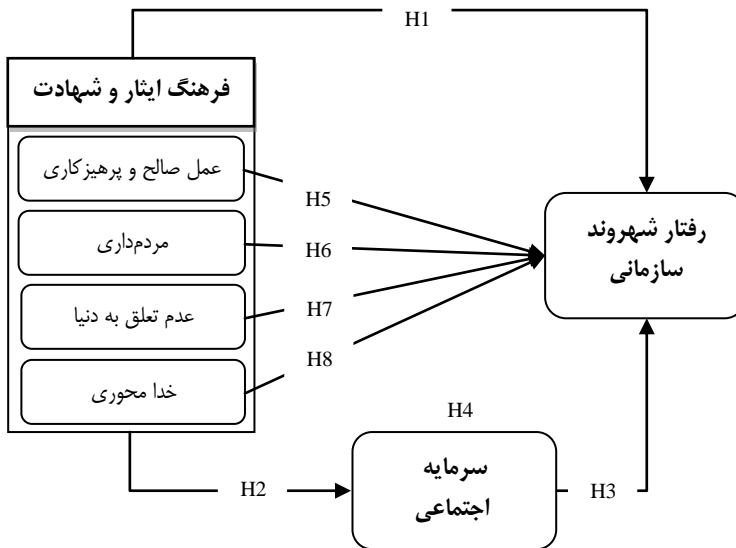 H1
فرهنگ ایثار و شهادت
عمل صالح و پرهیزکاری
H5
مردم‌داری
H6
عدم تعلق به دنیا
H7
خدا محوری
H8
رفتار شهروند
سازمانی
H4
سرمایه
اجتماعی
H2
H3